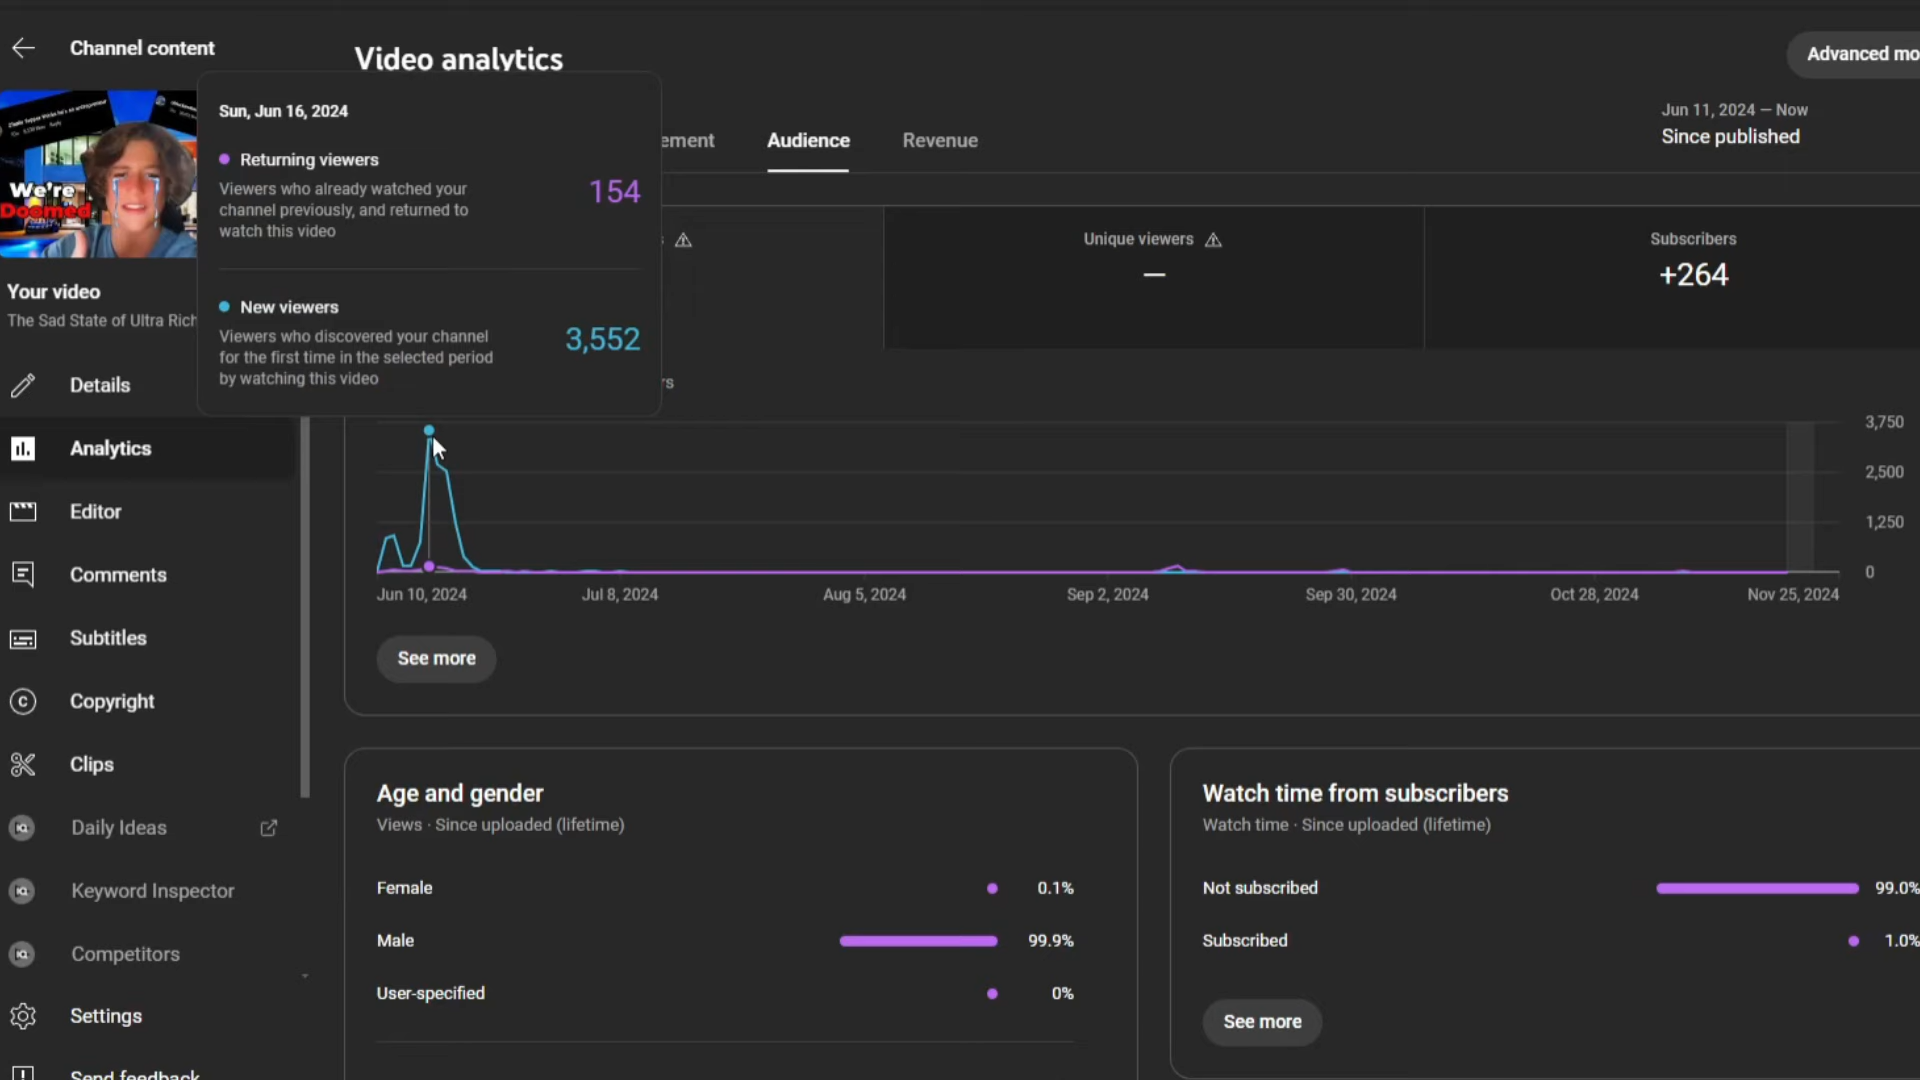 Channel content
Video analytics
Advanced mo
Sun, Jun 16, 2024
Returning viewers
Viewers who already watched your
channel previously, and returned to
watch this video
154
New viewers
Viewers who discovered your channel
for the first time in the selected period
by watching this video
3,552
ement
Audience
Revenue
Jun 11, 2024 – Now
Since published
We're
Doomed
s
Unique viewers
—
Subscribers
+264
rs
Your video
The Sad State of Ultra Rich
Details
Analytics
Editor
Comments
Subtitles
Copyright
Clips
Daily Ideas
Keyword Inspector
Competitors
Settings
Send feedback
3,750
2,500
1,250
0
Jun 10, 2024
Jul 8, 2024
Aug 5, 2024
Sep 2, 2024
Sep 30, 2024
Oct 28, 2024
Nov 25, 2024
See more
Age and gender
Views · Since uploaded (lifetime)
Female
0.1%
Male
99.9%
User-specified
0%
Watch time from subscribers
Watch time · Since uploaded (lifetime)
Not subscribed
99.0%
Subscribed
1.0%
See more